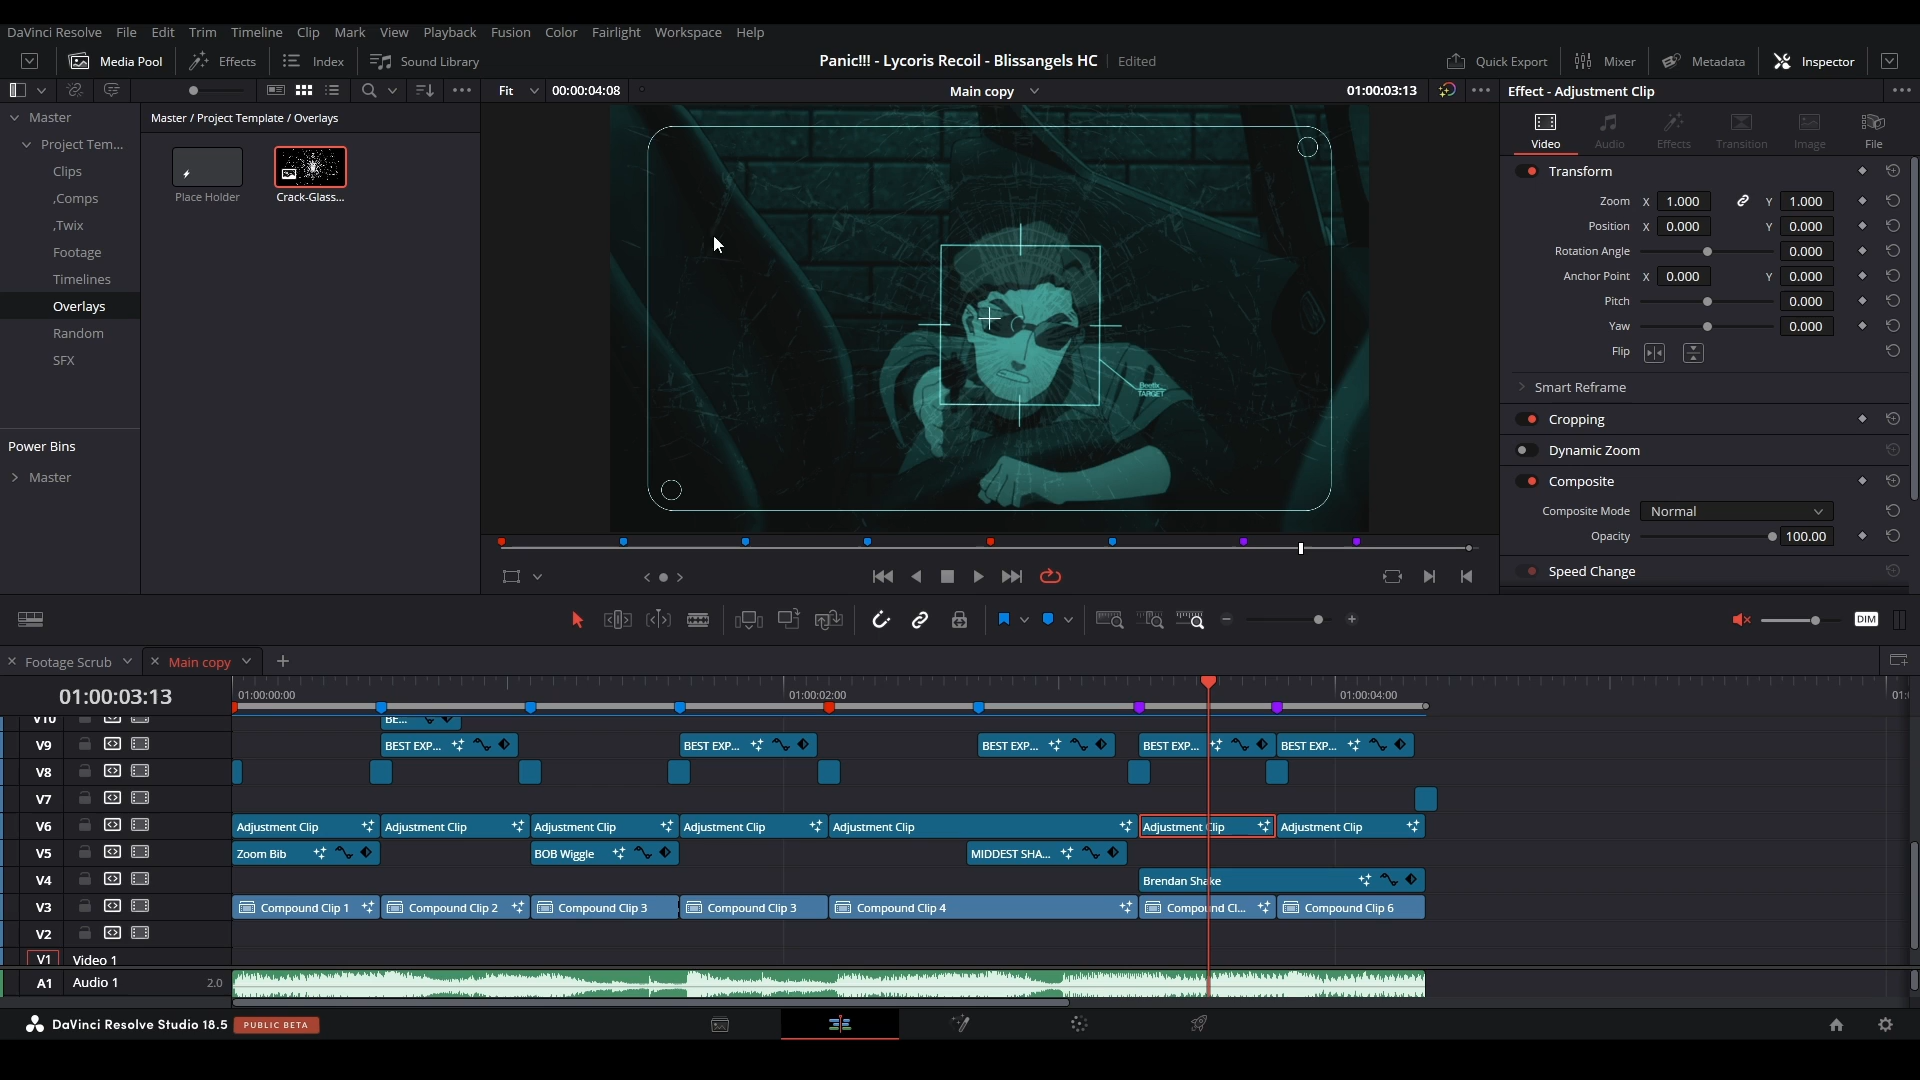 DaVinci Resolve File Edit Trim Timeline Clip Mark View Playback Fusion Color Fairlight Workspace Help
Media Pool Effects Index Sound Library Panic!!! - Lycoris Recoil - Blissangels HC Edited Quick Export Mixer Metadata Inspector
Fit 00:00:04:08 Main copy 01:00:03:13 Effect - Adjustment Clip
Master
Master / Project Template / Overlays
Project Tem...
Clips
,Comps
,Twix
Footage
Timelines
Overlays
Random
SFX
Power Bins
Master
Place Holder
Crack-Glass...
TARGET
Video Audio Effects Transition Image File
Transform
Zoom X 1.000 Y 1.000
Position X 0.000 Y 0.000
Rotation Angle 0.000
Anchor Point X 0.000 Y 0.000
Pitch 0.000
Yaw 0.000
Flip
Smart Reframe
Cropping
Dynamic Zoom
Composite
Composite Mode Normal
Opacity 100.00
Speed Change
DIM
Footage Scrub Main copy
01:00:03:13 01:00:00:00 01:00:02:00 01:00:04:00
V10 BE...
V9 BEST EXP... BEST EXP... BEST EXP... BEST EXP... BEST EXP...
V8
V7
V6 Adjustment Clip Adjustment Clip Adjustment Clip Adjustment Clip Adjustment Clip Adjustment Clip Adjustment Clip
V5 Zoom Bib BOB Wiggle MIDDEST SHA...
V4 Brendan Shake
V3 Compound Clip 1 Compound Clip 2 Compound Clip 3 Compound Clip 3 Compound Clip 4 Compound Cl... Compound Clip 6
V2
V1 Video 1
A1 Audio 1 2.0
DaVinci Resolve Studio 18.5 PUBLIC BETA